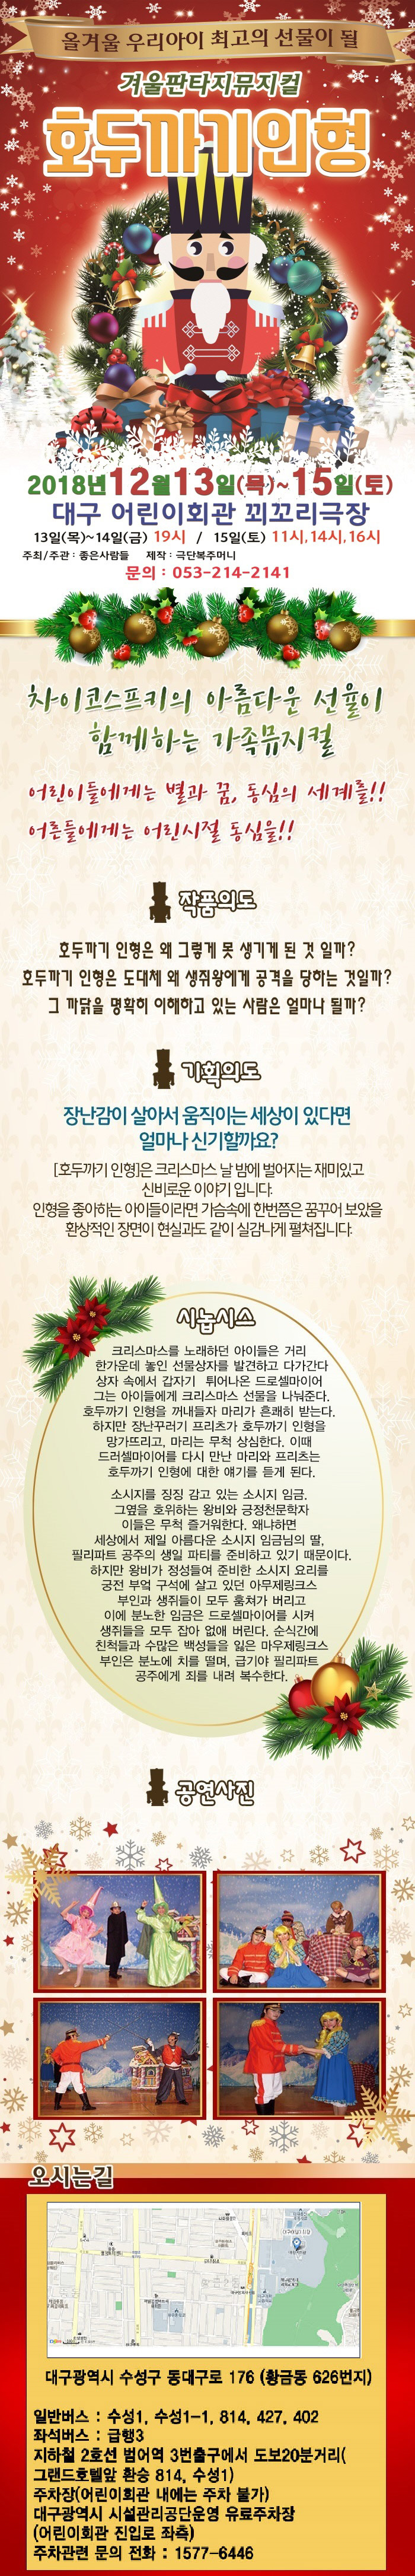 올겨울 우리아이 최고의 선물이 될
겨울판타지뮤지컬
호두까기인형
2018년12월13일(목)~15일(토)
대구 어린이회관 꾀꼬리극장
13일(목)~14일(금) 19시 / 15일(토) 11시,14시,16시
주최/주관 : 좋은사람들 제작 : 극단복주머니
문의 : 053-214-2141
차이코스프키의 아름다운 선율이
함께하는 가족뮤지컬
어린이들에게는 별과 꿈, 동심의 세계를!!
어른들에게는 어린시절 동심을!!
작품의도
호두까기 인형은 왜 그렇게 못 생기게 된 것 일까?
호두까기 인형은 도대체 왜 생쥐왕에게 공격을 당하는 것일까?
그 까닭을 명확히 이해하고 있는 사람은 얼마나 될까?
기획의도
장난감이 살아서 움직이는 세상이 있다면
얼마나 신기할까요?
[호두까기 인형]은 크리스마스 날 밤에 벌어지는 재미있고
신비로운 이야기 입니다.
인형을 좋아하는 아이들이라면 가슴속에 한번쯤은 꿈꾸어 보았을
환상적인 장면이 현실과도 같이 실감나게 펼쳐집니다.
시놉시스
크리스마스를 노래하던 아이들은 거리
한가운데 놓인 선물상자를 발견하고 다가간다
상자 속에서 갑자기 튀어나온 드로셀마이어
그는 아이들에게 크리스마스 선물을 나눠준다.
호두까기 인형을 꺼내들자 마리가 흔쾌히 받는다.
하지만 장난꾸러기 프리츠가 호두까기 인형을
망가뜨리고, 마리는 무척 상심한다. 이때
드러셀마이어를 다시 만난 마리와 프리츠는
호두까기 인형에 대한 얘기를 듣게 된다.
소시지를 징징 감고 있는 소시지 임금.
그옆을 호위하는 왕비와 긍정천문학자
이들은 무척 즐거워한다. 왜냐하면
세상에서 제일 아름다운 소시지 임금님의 딸,
필리파트 공주의 생일 파티를 준비하고 있기 때문이다.
하지만 왕비가 정성들여 준비한 소시지 요리를
궁전 부엌 구석에 살고 있던 아무제링크스
부인과 생쥐들이 모두 훔쳐가 버리고
이에 분노한 임금은 드로셀마이어를 시켜
생쥐들을 모두 잡아 없애 버린다. 순식간에
친척들과 수많은 백성들을 잃은 마우제링크스
부인은 분노에 치를 떨며, 급기야 필리파트
공주에게 죄를 내려 복수한다.
공연사진
오시는길
대구광역시 수성구 동대구로 176 (황금동 626번지)
일반버스 : 수성1, 수성1-1, 814, 427, 402
좌석버스 : 급행3
지하철 2호선 범어역 3번출구에서 도보20분거리(
그랜드호텔앞 환승 814, 수성1)
주차장(어린이회관 내에는 주차 불가)
대구광역시 시설관리공단운영 유료주차장
(어린이회관 진입로 좌측)
주차관련 문의 전화 : 1577-6446